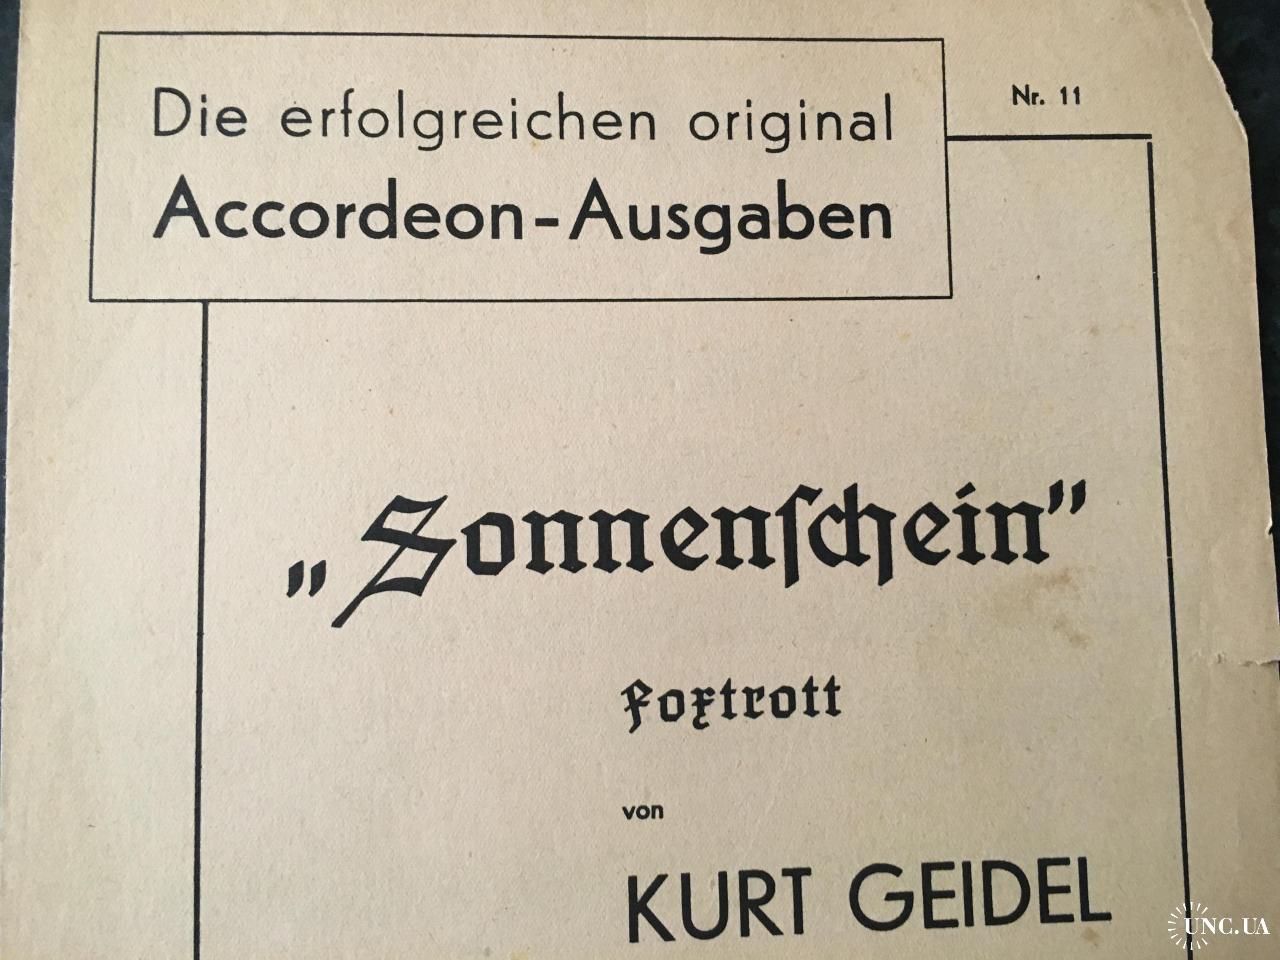 Die erfolgreichen original
Accordeon-Ausgaben
Nr. 11
„Sonnenſchein”
Foxtrott
von
KURT GEIDEL
UNC.UA